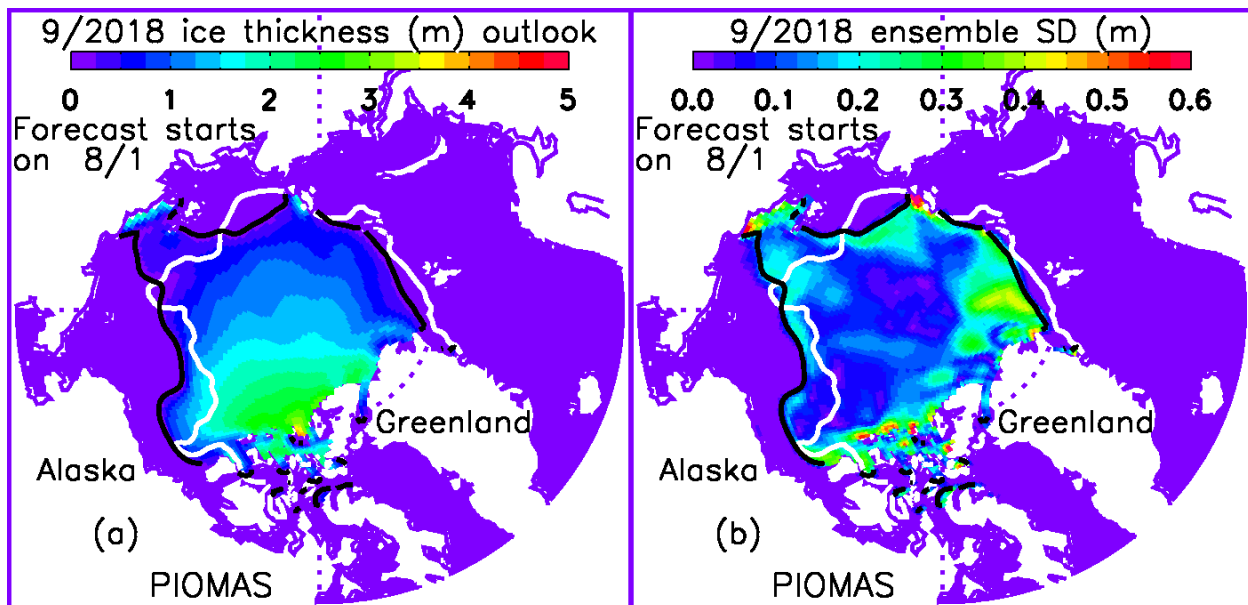 9/2018 ice thickness (m) outlook
0 1 2 3 4 5
Forecast starts
on 8/1
Greenland
Alaska
(a)
PIOMAS
9/2018 ensemble SD (m)
0.0 0.1 0.2 0.3 0.4 0.5 0.6
Forecast starts
on 8/1
Greenland
Alaska
(b)
PIOMAS